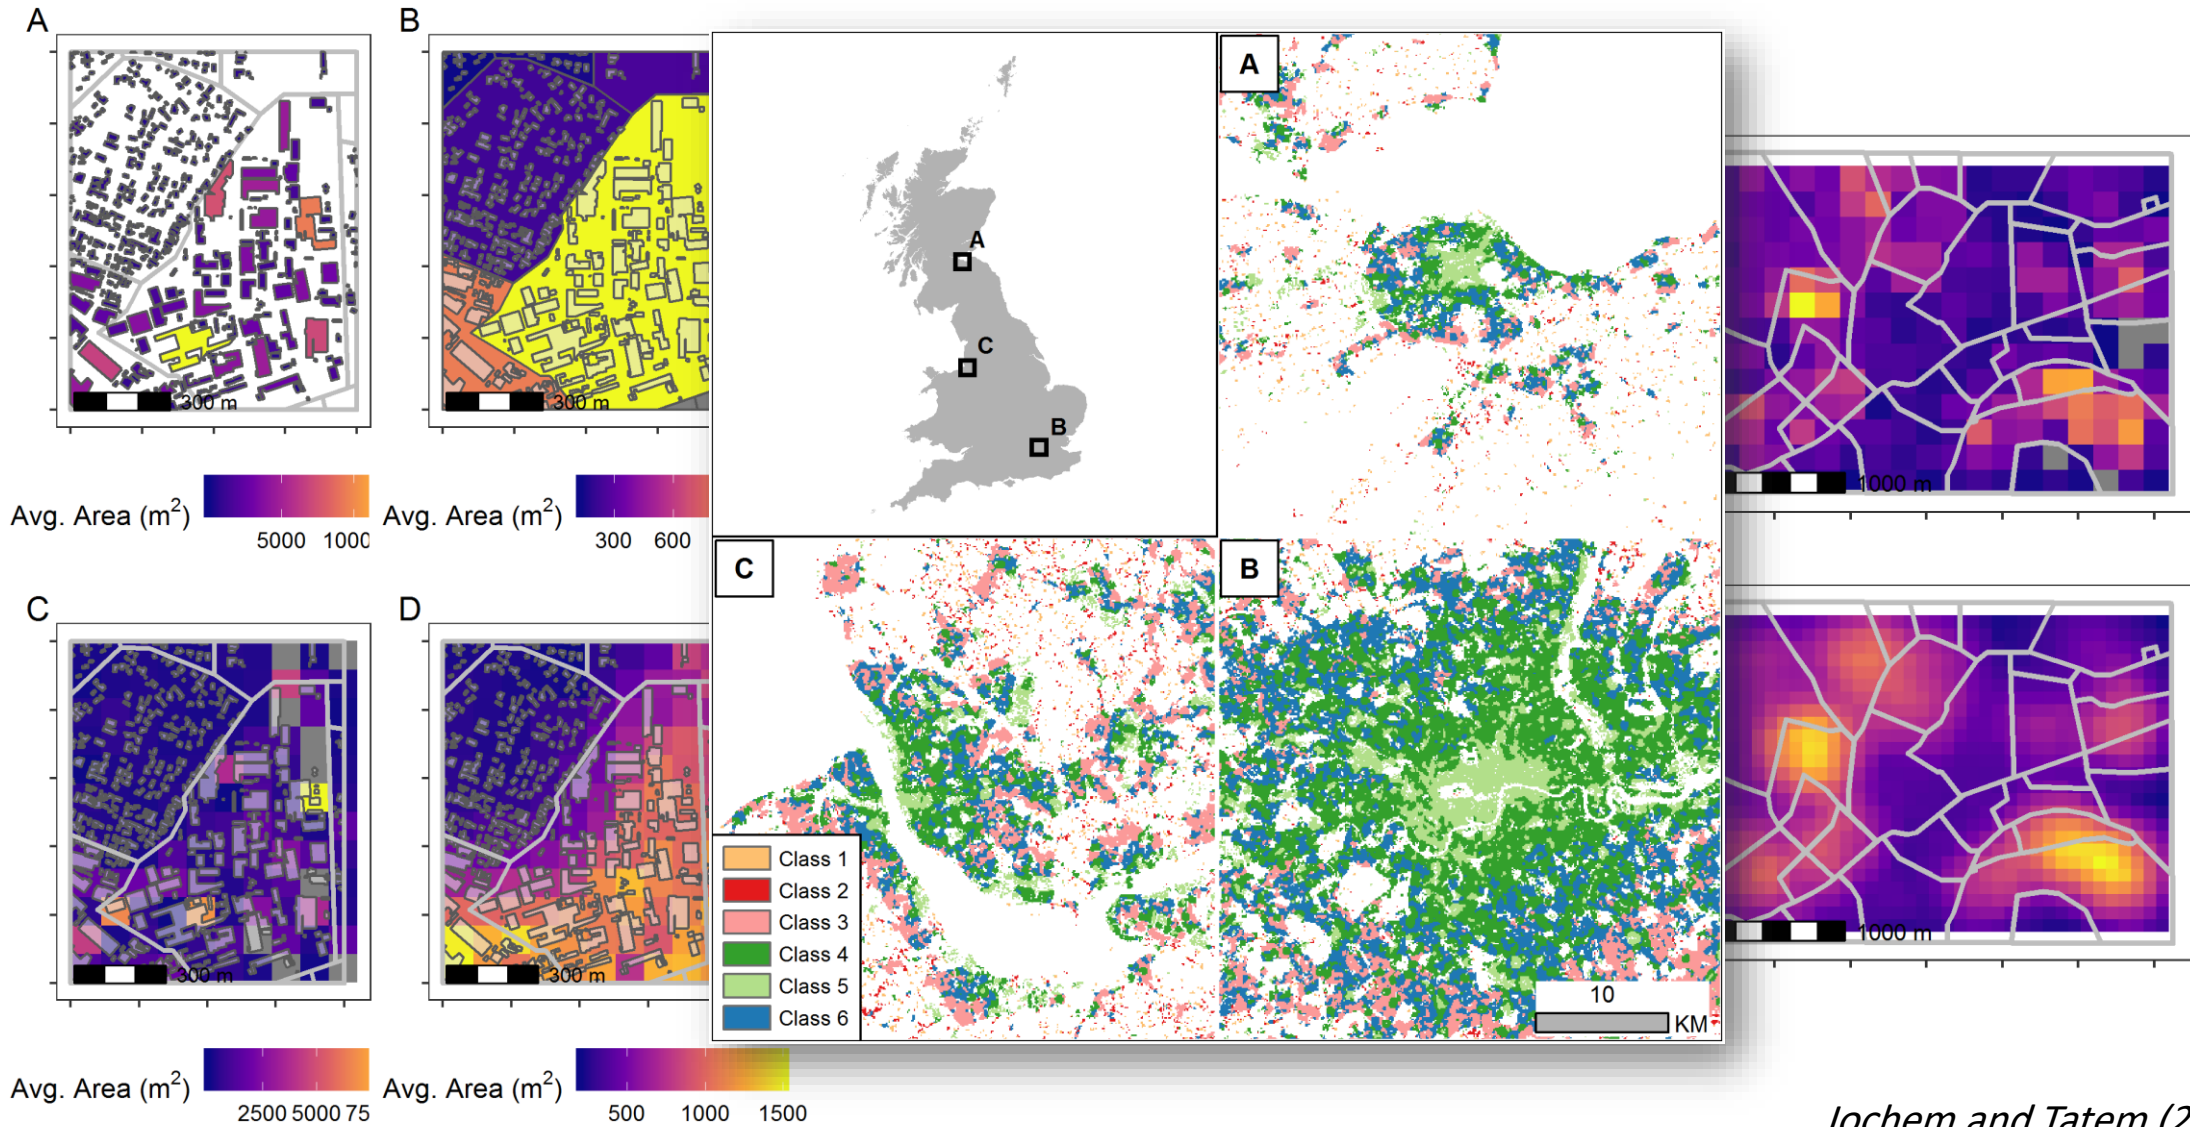 A
B
300 m
300 m
Avg. Area (m²)
5000
Avg. Area (m²)
300 600
C
D
300 m
300 m
Avg. Area (m²)
2500 5000
Avg. Area (m²)
500 1000 1500
A
C
B
A
C
B
Class 1
Class 2
Class 3
Class 4
Class 5
Class 6
10
KM
1000 m
1000 m
Jochem and Tatem (2